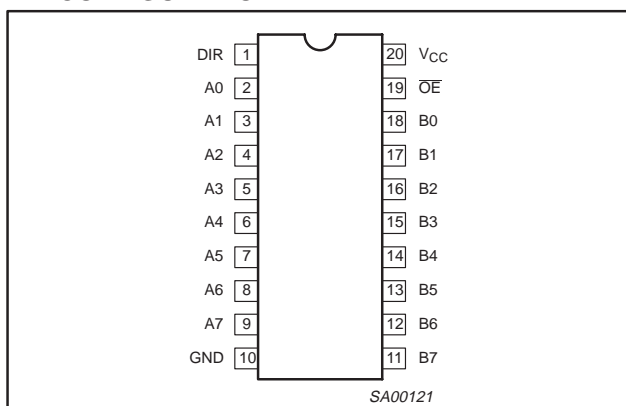 DIR 1 20 VCC
A0 2 19 OE
A1 3 18 B0
A2 4 17 B1
A3 5 16 B2
A4 6 15 B3
A5 7 14 B4
A6 8 13 B5
A7 9 12 B6
GND 10 11 B7
SA00121